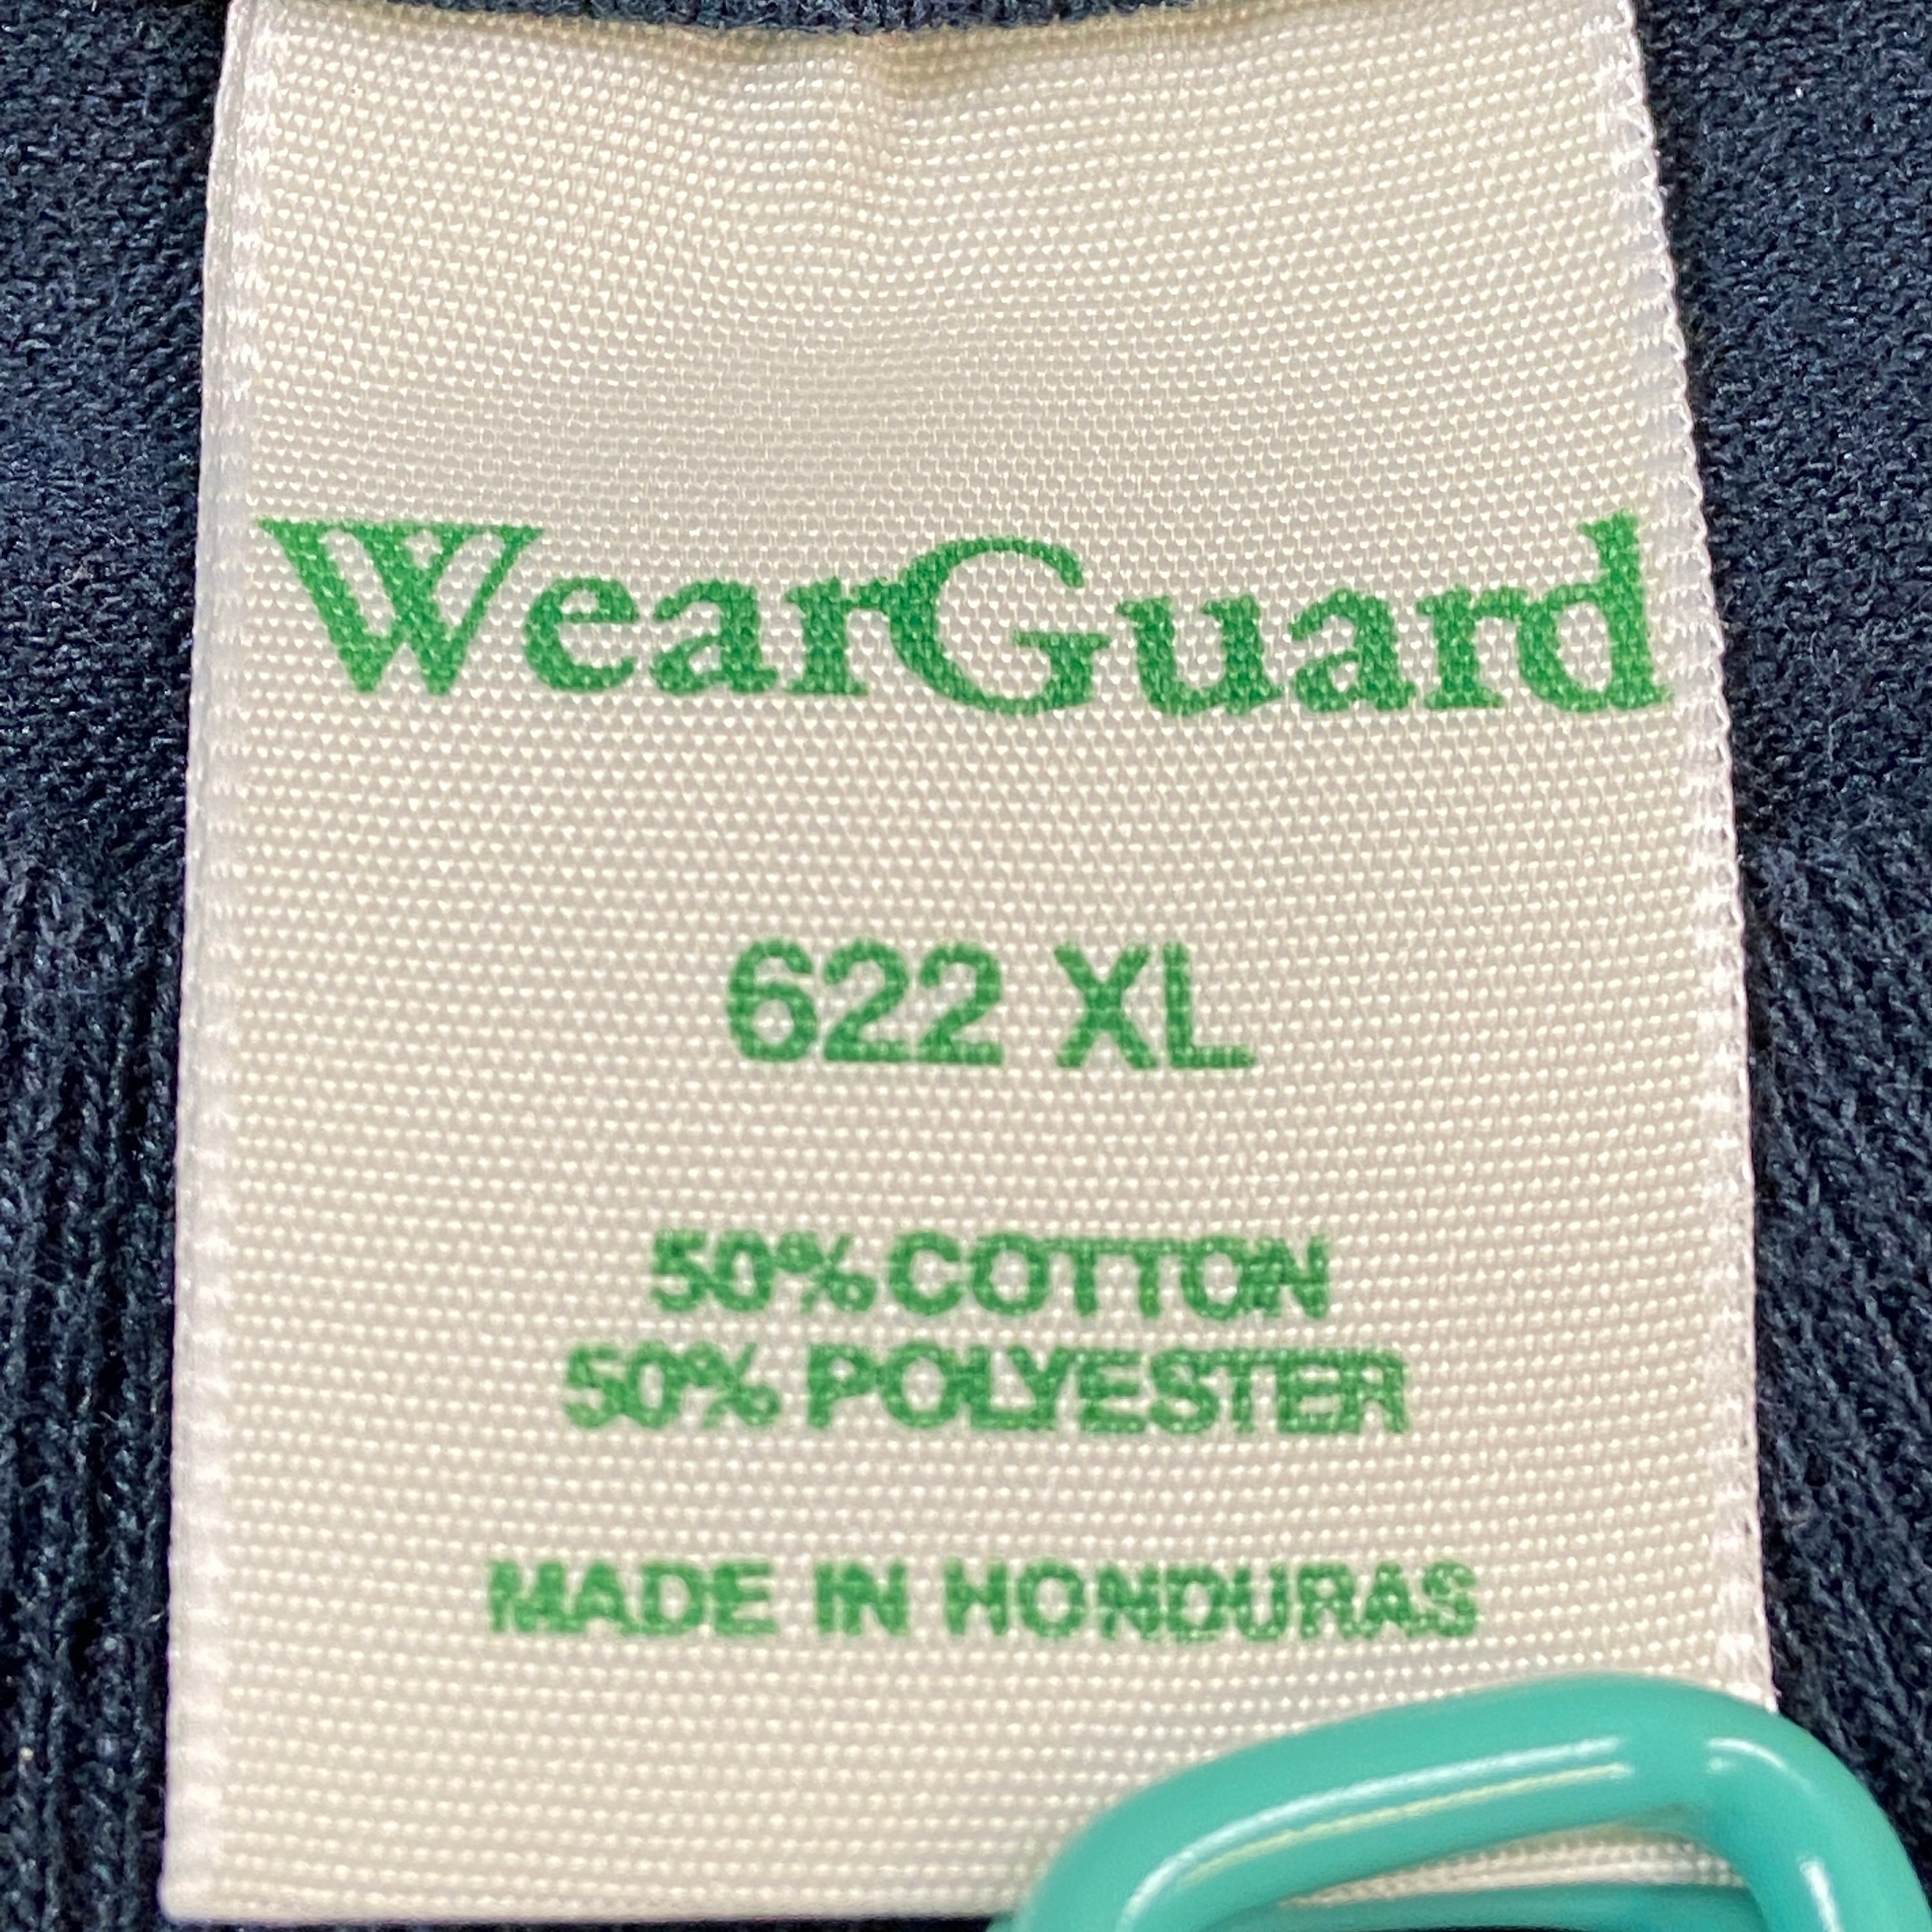 WearGuard
622 XL
50% COTTON
50% POLYESTER
MADE IN HONDURAS